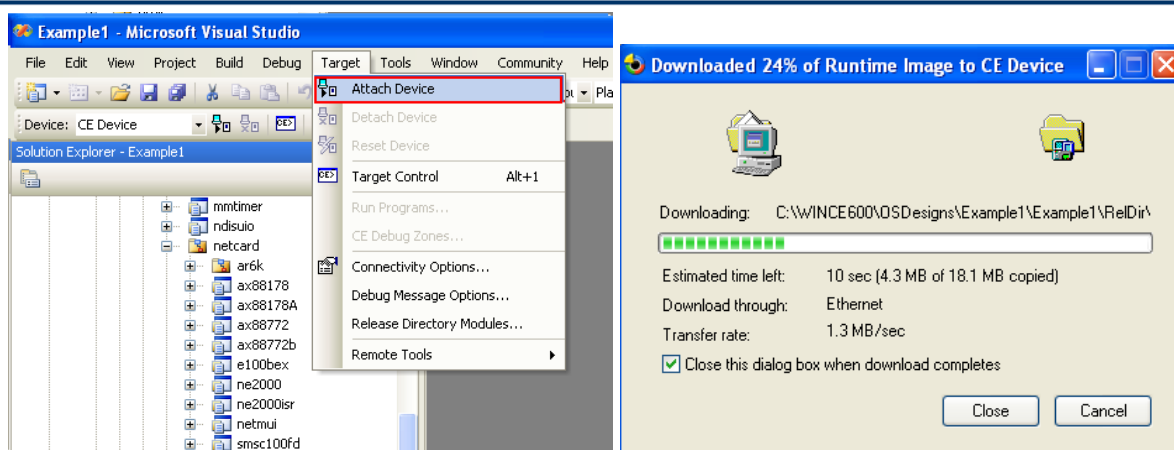 Example1 - Microsoft Visual Studio
File Edit View Project Build Debug Target Tools Window Community Help
Attach Device
Detach Device
Reset Device
Target Control Alt+1
Run Programs...
CE Debug Zones...
Connectivity Options...
Debug Message Options...
Release Directory Modules...
Remote Tools
Device: CE Device
Solution Explorer - Example1
mmtimer
ndisuio
netcard
ar6k
ax88178
ax88178A
ax88772
ax88772b
e100bex
ne2000
ne2000isr
netmui
smsc100fd
Downloaded 24% of Runtime Image to CE Device
Downloading: C:\WINCE600\OSDesigns\Example1\Example1\RelDir\
Estimated time left: 10 sec (4.3 MB of 18.1 MB copied)
Download through: Ethernet
Transfer rate: 1.3 MB/sec
Close this dialog box when download completes
Close Cancel